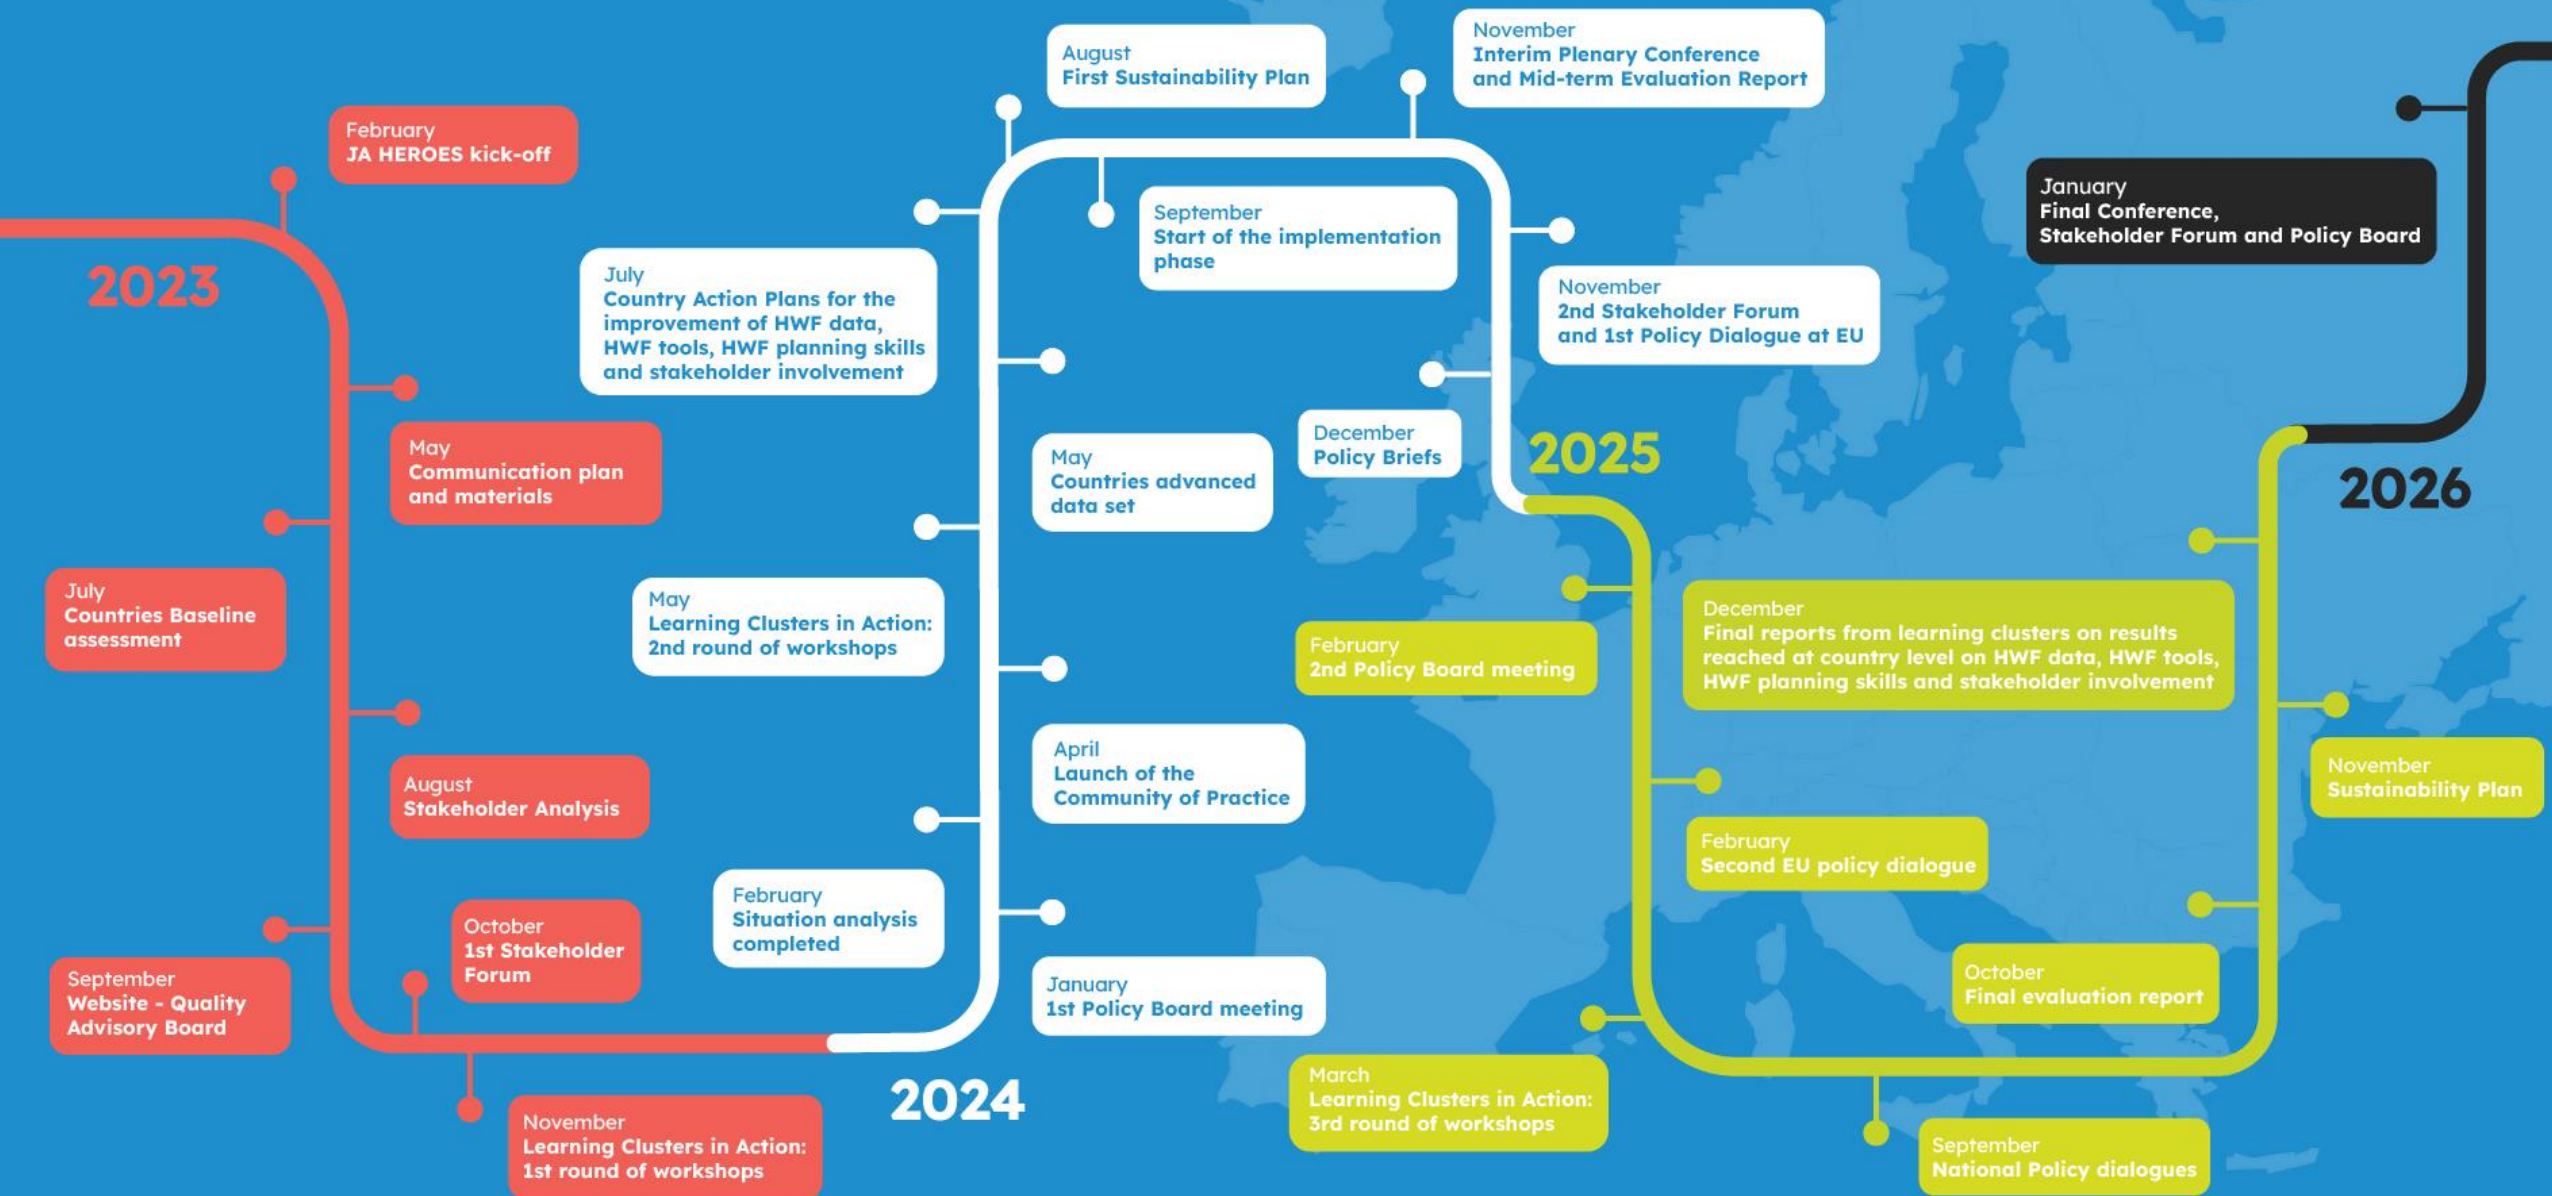 2023
February
JA HEROES kick-off
May
Communication plan
and materials
July
Countries Baseline
assessment
August
Stakeholder Analysis
September
Website - Quality
Advisory Board
October
1st Stakeholder
Forum
November
Learning Clusters in Action:
1st round of workshops
2024
January
1st Policy Board meeting
February
Situation analysis
completed
April
Launch of the
Community of Practice
May
Learning Clusters in Action:
2nd round of workshops
May
Countries advanced
data set
July
Country Action Plans for the
improvement of HWF data,
HWF tools, HWF planning skills
and stakeholder involvement
August
First Sustainability Plan
September
Start of the implementation
phase
November
Interim Plenary Conference
and Mid-term Evaluation Report
November
2nd Stakeholder Forum
and 1st Policy Dialogue at EU
December
Policy Briefs
2025
February
2nd Policy Board meeting
February
Second EU policy dialogue
March
Learning Clusters in Action:
3rd round of workshops
September
National Policy dialogues
October
Final evaluation report
November
Sustainability Plan
December
Final reports from learning clusters on results
reached at country level on HWF data, HWF tools,
HWF planning skills and stakeholder involvement
2026
January
Final Conference,
Stakeholder Forum and Policy Board